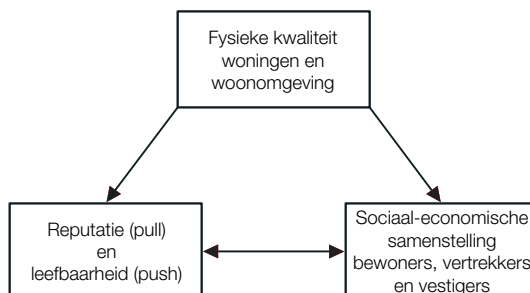 Fysieke kwaliteit
woningen en
woonomgeving
Reputatie (pull)
en
leefbaarheid (push)
Sociaal-economische
samenstelling
bewoners, vertrekkers
en vestigers